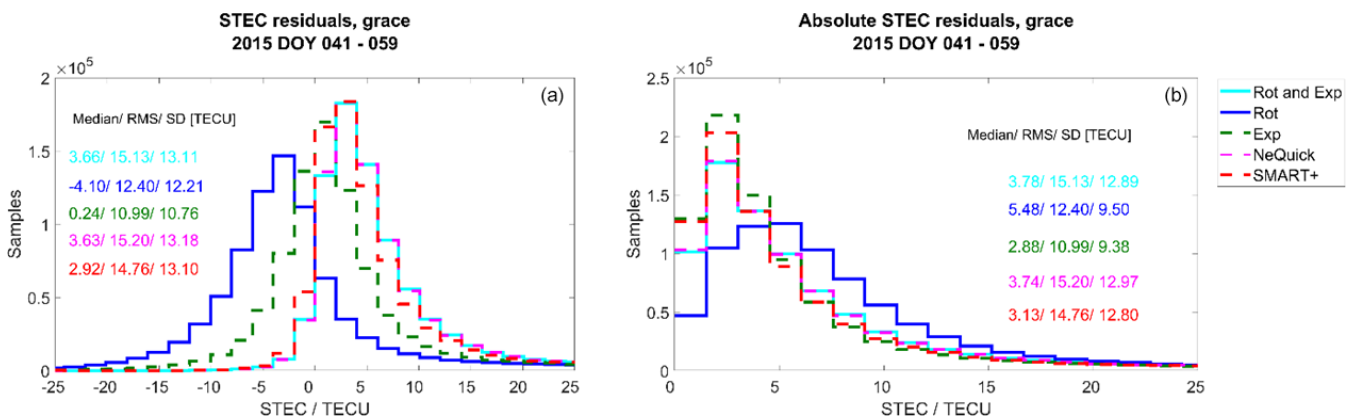 STEC residuals, grace
2015 DOY 041 - 059
×10⁵
2
1.5
1
0.5
0
Samples
(a)
Median/ RMS/ SD [TECU]
3.66/ 15.13/ 13.11
-4.10/ 12.40/ 12.21
0.24/ 10.99/ 10.76
3.63/ 15.20/ 13.18
2.92/ 14.76/ 13.10
-25 -20 -15 -10 -5 0 5 10 15 20 25
STEC / TECU
Absolute STEC residuals, grace
2015 DOY 041 - 059
×10⁵
2.5
2
1.5
1
0.5
0
Samples
(b)
Median/ RMS/ SD [TECU]
3.78/ 15.13/ 12.89
5.48/ 12.40/ 9.50
2.88/ 10.99/ 9.38
3.74/ 15.20/ 12.97
3.13/ 14.76/ 12.80
0 5 10 15 20 25
STEC / TECU
Rot and Exp
Rot
Exp
NeQuick
SMART+